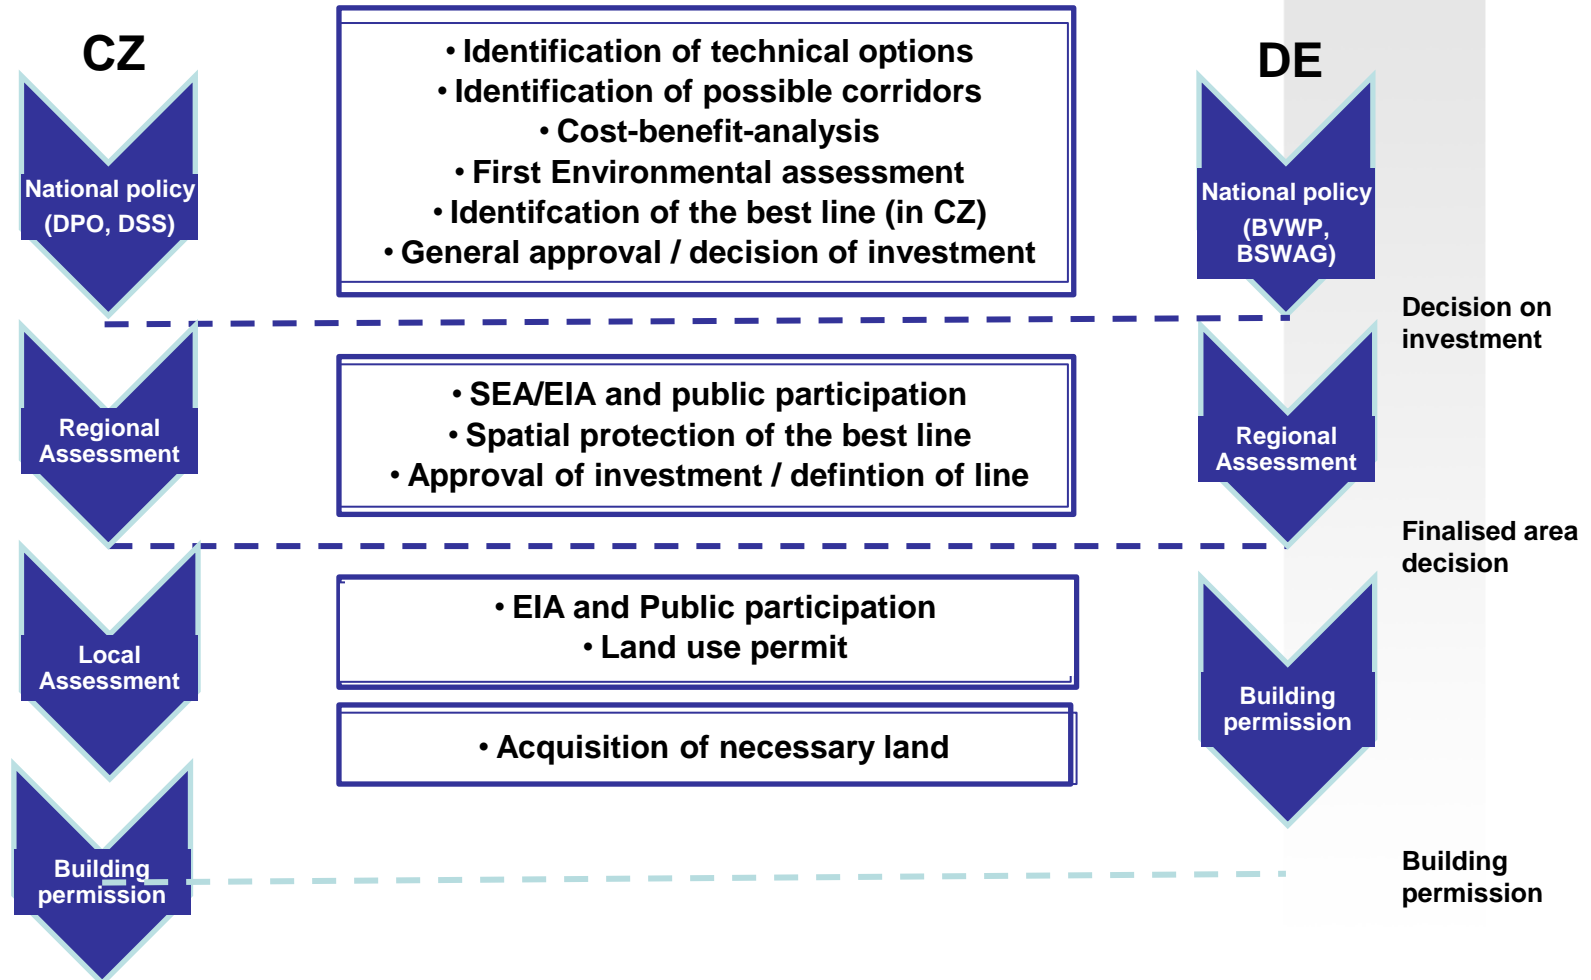 CZ
• Identification of technical options
• Identification of possible corridors
• Cost-benefit-analysis
• First Environmental assessment
• Identifcation of the best line (in CZ)
• General approval / decision of investment
DE
National policy
(DPO, DSS)
National policy
(BVWP,
BSWAG)
Decision on
investment
Regional
Assessment
• SEA/EIA and public participation
• Spatial protection of the best line
• Approval of investment / defintion of line
Regional
Assessment
Finalised area
decision
Local
Assessment
• EIA and Public participation
• Land use permit
• Acquisition of necessary land
Building
permission
Building
permission
Building
permission